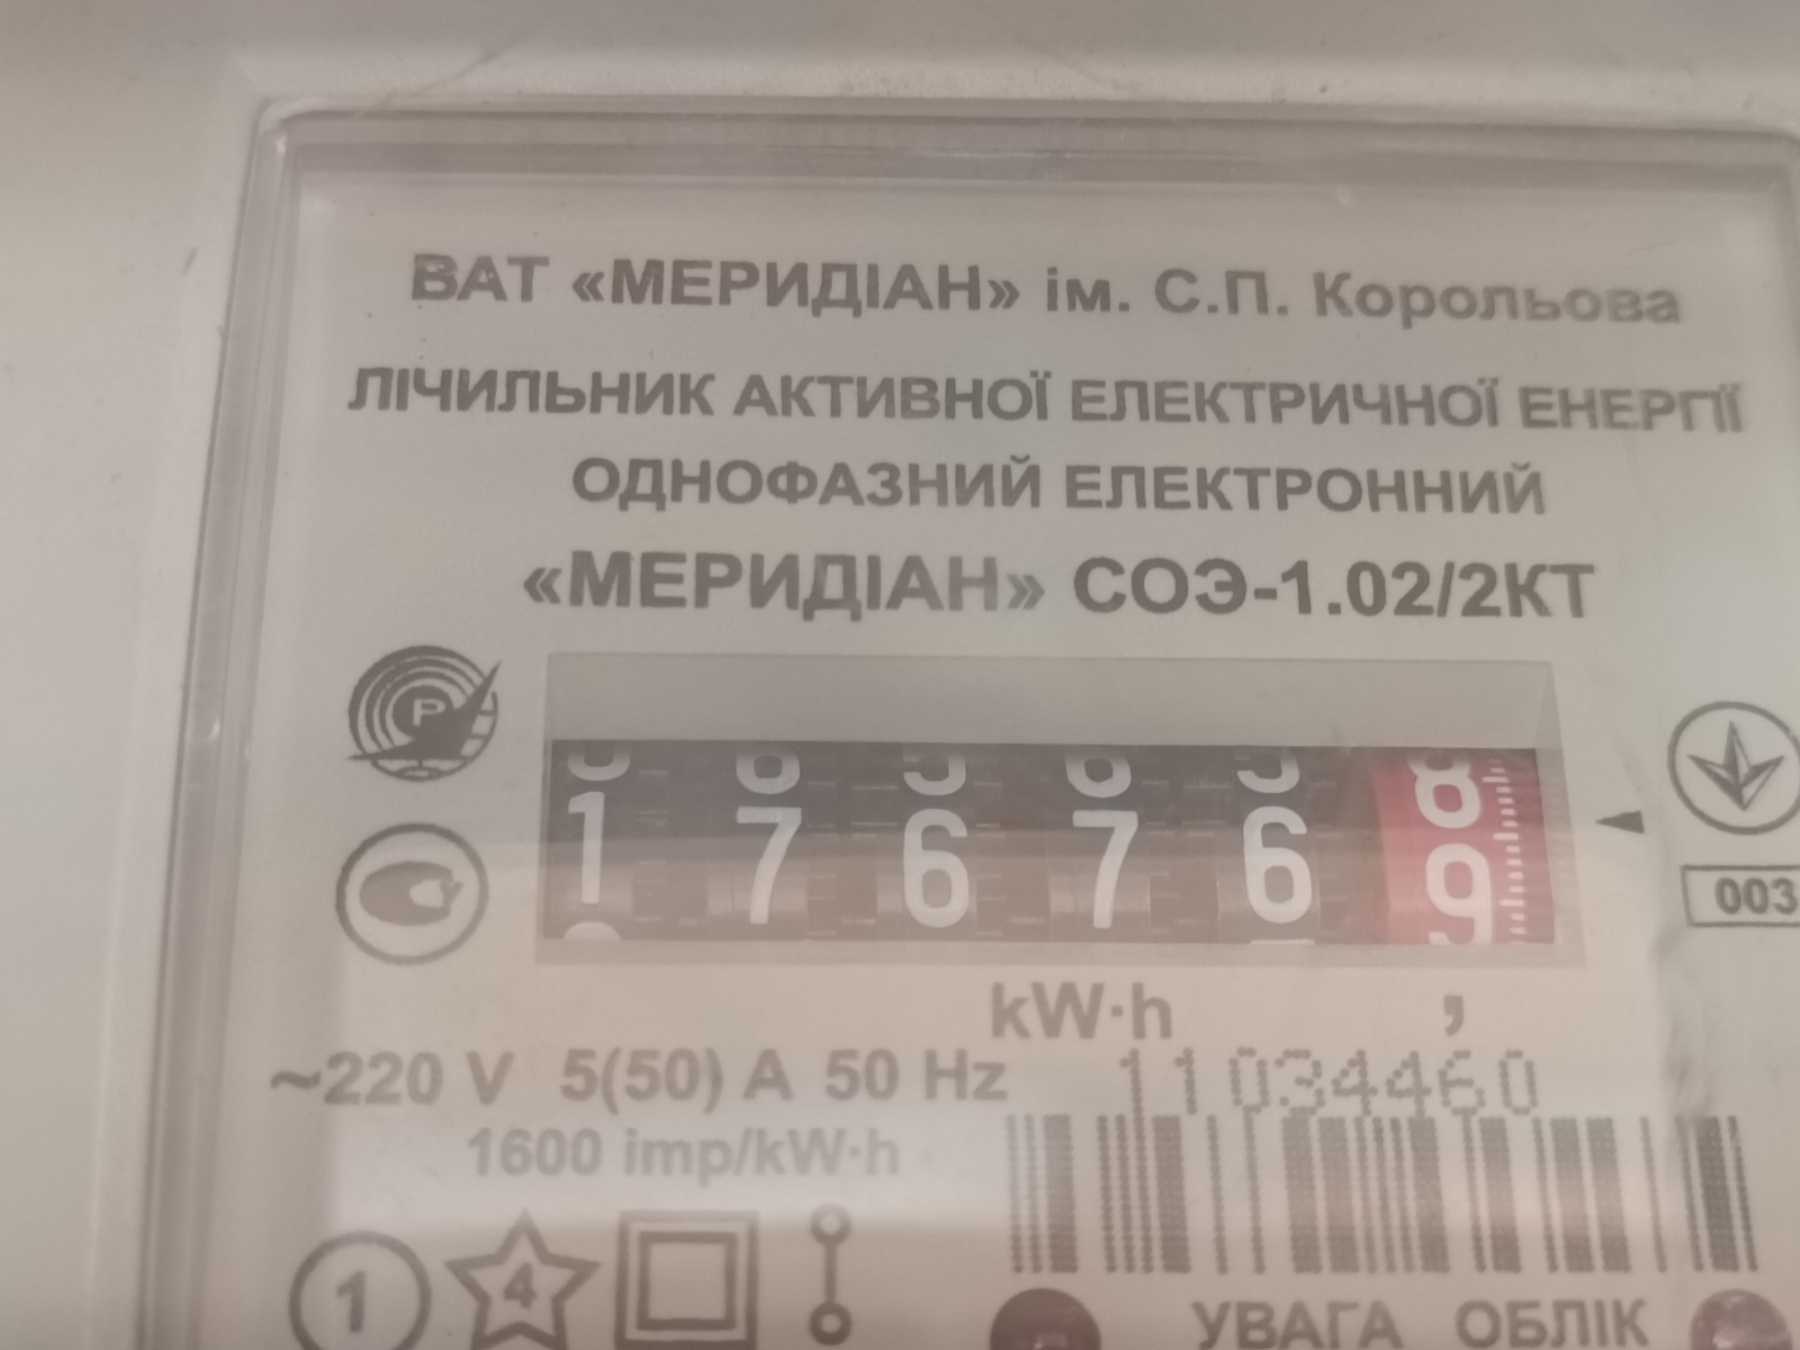 ВАТ «МЕРИДІАН» ім. С.П. Корольова
ЛІЧИЛЬНИК АКТИВНОЇ ЕЛЕКТРИЧНОЇ ЕНЕРГІЇ
ОДНОФАЗНИЙ ЕЛЕКТРОННИЙ
«МЕРИДІАН» СОЭ-1.02/2КТ
P
1 7 6 7 6 9
003
kW·h ,
~220 V 5(50) A 50 Hz
11034460
1600 imp/kW·h
1 4
УВАГА ОБЛІК